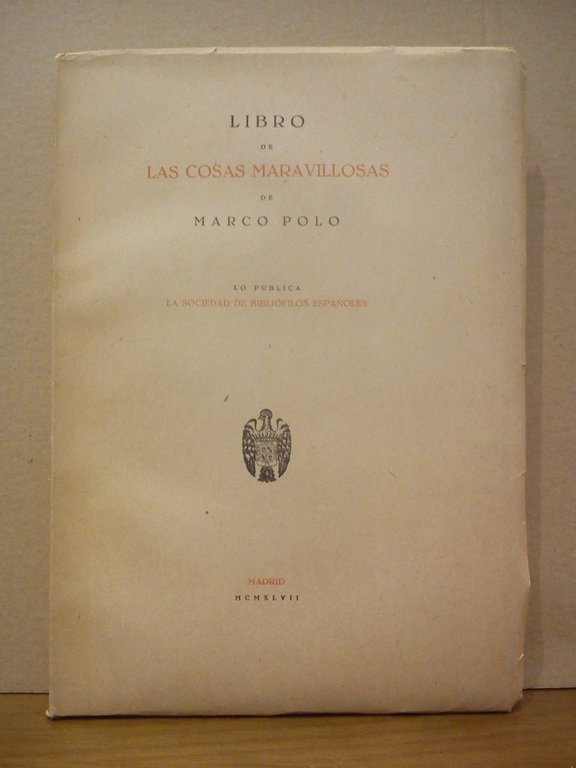 LIBRO
DE
LAS COSAS MARAVILLOSAS
DE
MARCO POLO
LO PUBLICA
LA SOCIEDAD DE BIBLIÓFILOS ESPAÑOLES
MADRID
MCMXLVII